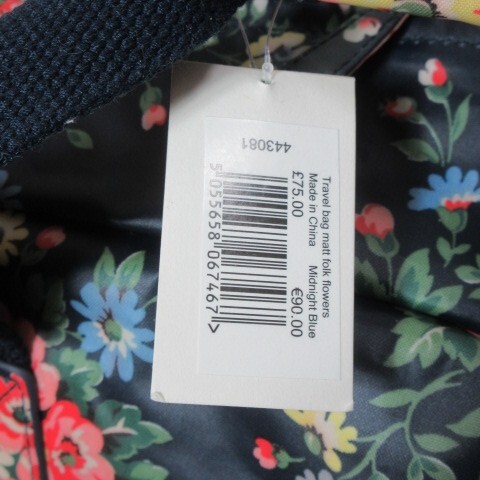 443081
Travel bag matt folk flowers
Made in China Midnight Blue
£75.00 €90.00
5 055658 067467 >